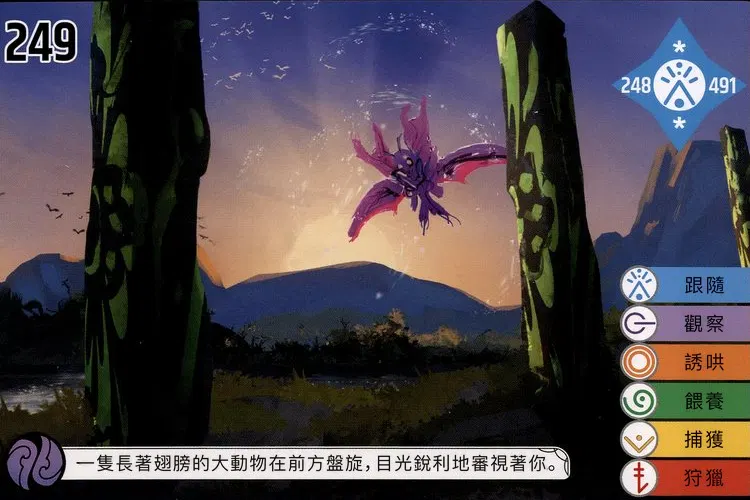 249
*
248 491
*
跟隨
觀察
誘哄
餵養
捕獲
狩獵
一隻長著翅膀的大動物在前方盤旋，目光銳利地審視著你。